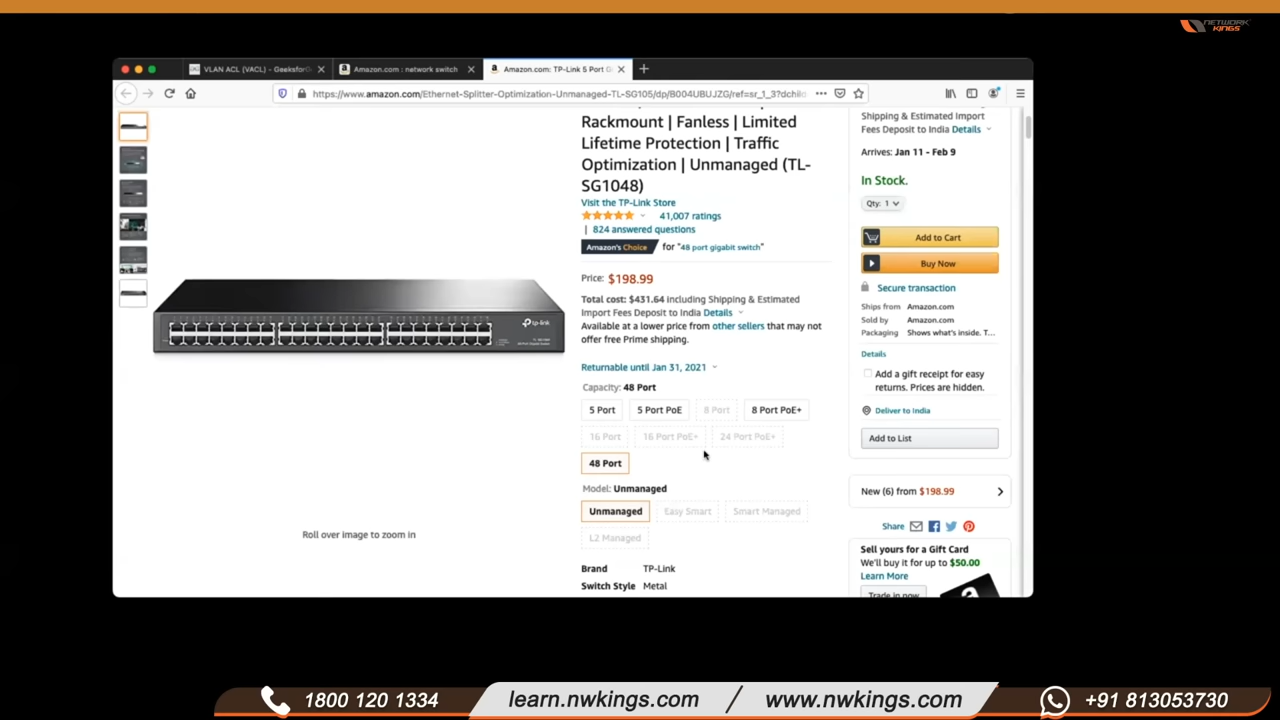 NETWORK
KINGS
VLAN ACL (VACL) - GeeksforG
Amazon.com : network switch
Amazon.com: TP-Link 5 Port G
https://www.amazon.com/Ethernet-Splitter-Optimization-Unmanaged-TL-SG105/dp/B004UBUJZG/ref=sr_1_3?dchil
Rackmount | Fanless | Limited
Lifetime Protection | Traffic
Optimization | Unmanaged (TL-
SG1048)
Visit the TP-Link Store
41,007 ratings
| 824 answered questions
Amazon's Choice for "48 port gigabit switch"
Price: $198.99
Total cost: $431.64 including Shipping & Estimated
Import Fees Deposit to India Details
Available at a lower price from other sellers that may not
offer free Prime shipping.
Returnable until Jan 31, 2021
Capacity: 48 Port
5 Port 5 Port PoE 8 Port 8 Port PoE+
16 Port 16 Port PoE+ 24 Port PoE+
48 Port
Model: Unmanaged
Unmanaged Easy Smart Smart Managed
L2 Managed
Brand TP-Link
Switch Style Metal
tp-link
Roll over image to zoom in
Shipping & Estimated Import
Fees Deposit to India Details
Arrives: Jan 11 - Feb 9
In Stock.
Qty: 1
Add to Cart
Buy Now
Secure transaction
Ships from Amazon.com
Sold by Amazon.com
Packaging Shows what's inside. T...
Details
Add a gift receipt for easy
returns. Prices are hidden.
Deliver to India
Add to List
New (6) from $198.99
Share
Sell yours for a Gift Card
We'll buy it for up to $50.00
Learn More
Trade in now
1800 120 1334
learn.nwkings.com / www.nwkings.com
+91 813053730